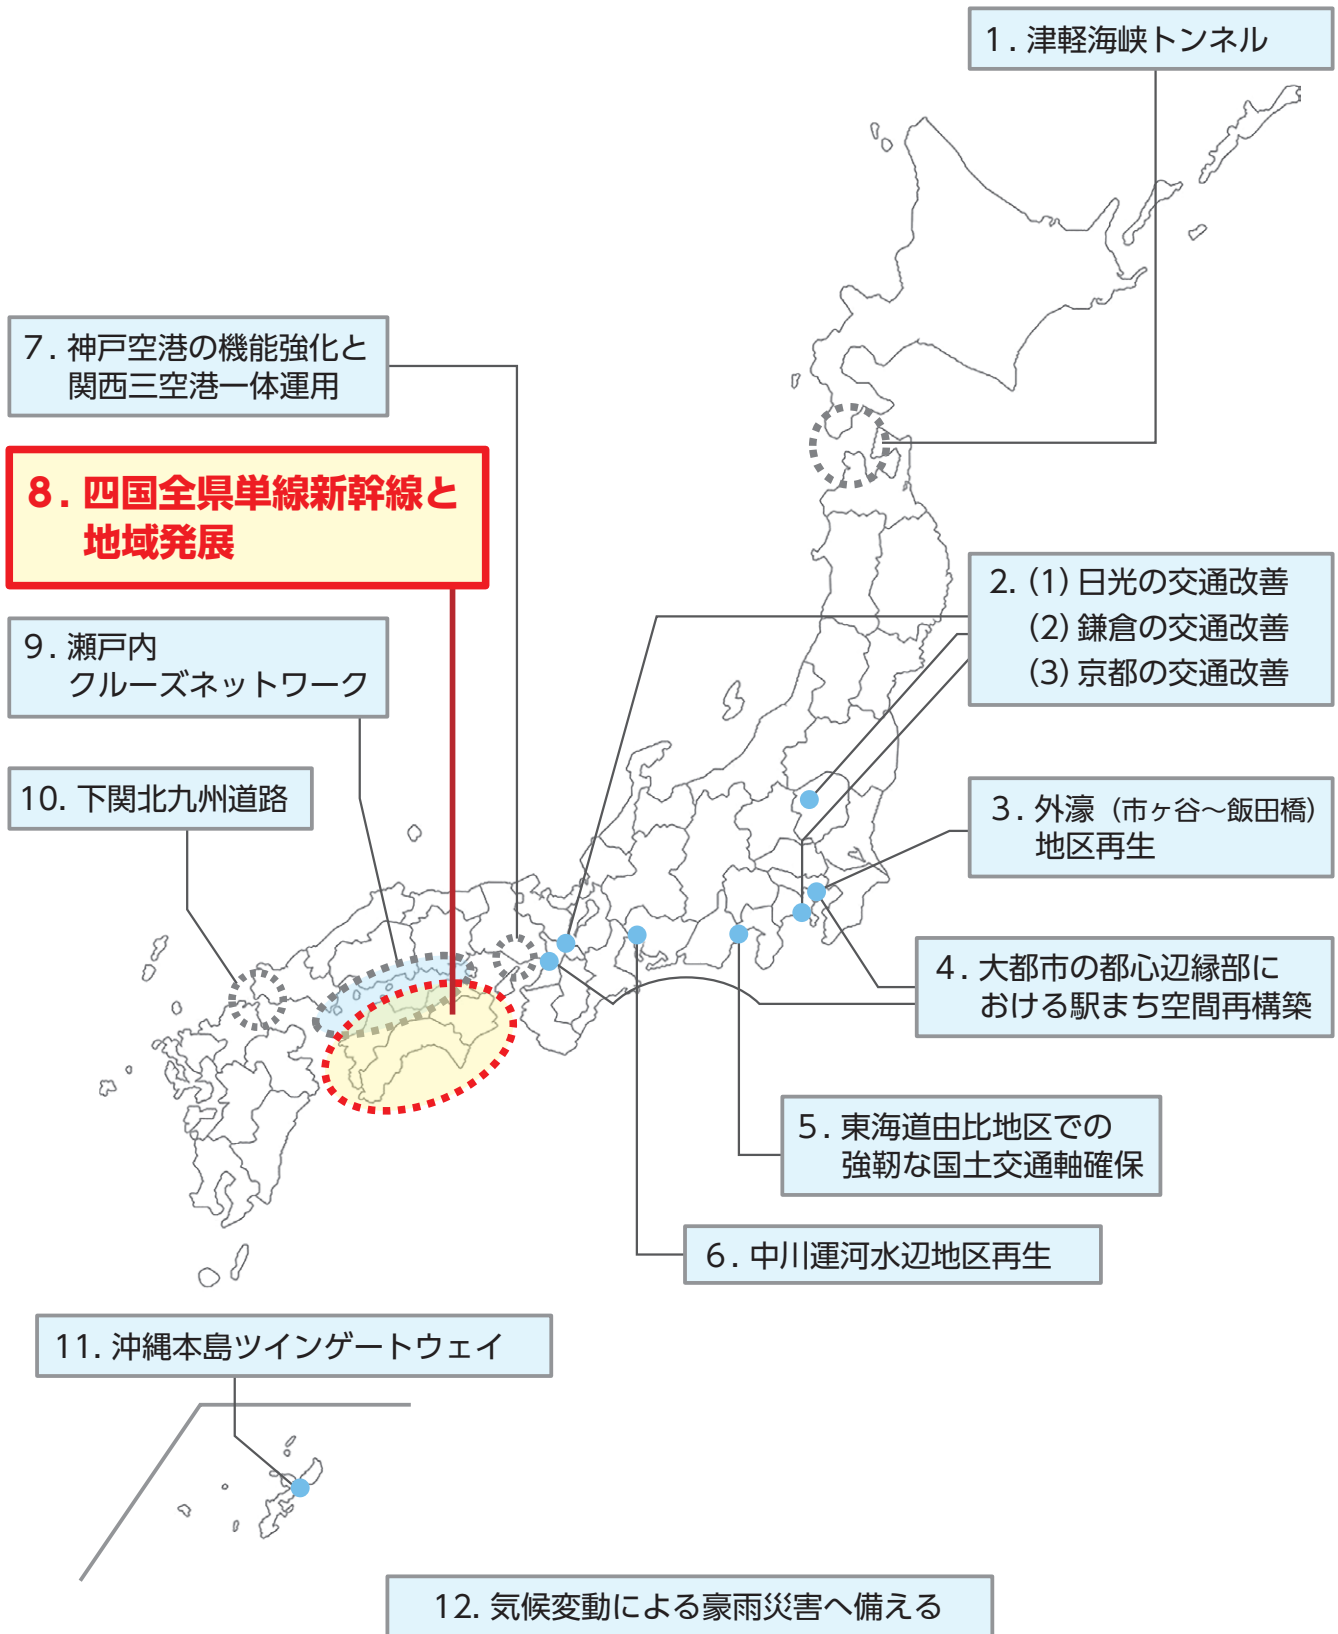 1. 津軽海峡トンネル
7. 神戸空港の機能強化と
関西三空港一体運用
8. 四国全県単線新幹線と
地域発展
2. (1) 日光の交通改善
(2) 鎌倉の交通改善
(3) 京都の交通改善
9. 瀬戸内
クルーズネットワーク
10. 下関北九州道路
3. 外濠（市ヶ谷～飯田橋）
地区再生
4. 大都市の都心辺縁部に
おける駅まち空間再構築
5. 東海道由比地区での
強靭な国土交通軸確保
6. 中川運河水辺地区再生
11. 沖縄本島ツインゲートウェイ
12. 気候変動による豪雨災害へ備える